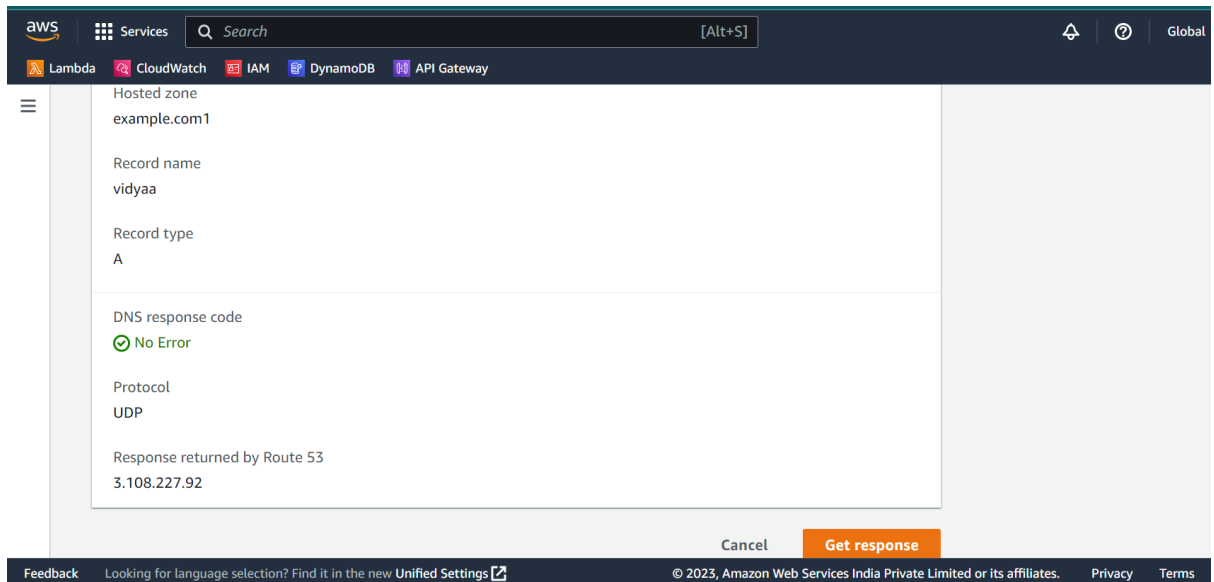 aws
Services
Search
[Alt+S]
Global
Lambda
CloudWatch
IAM
DynamoDB
API Gateway
Hosted zone
example.com1
Record name
vidyaa
Record type
A
DNS response code
No Error
Protocol
UDP
Response returned by Route 53
3.108.227.92
Cancel
Get response
Feedback
Looking for language selection? Find it in the new Unified Settings
© 2023, Amazon Web Services India Private Limited or its affiliates.
Privacy
Terms